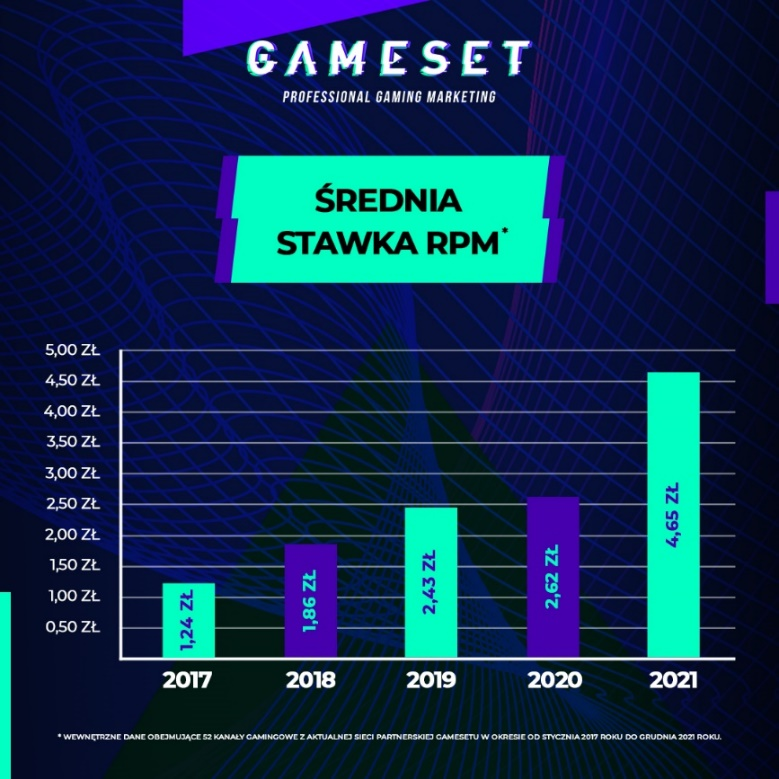 GAMESET
PROFESSIONAL GAMING MARKETING
ŚREDNIA
STAWKA RPM*
5,00 ZŁ
4,50 ZŁ
4,00 ZŁ
3,50 ZŁ
3,00 ZŁ
2,50 ZŁ
2,00 ZŁ
1,50 ZŁ
1,00 ZŁ
0,50 ZŁ
1,24 ZŁ
1,86 ZŁ
2,43 ZŁ
2,62 ZŁ
4,65 ZŁ
2017 2018 2019 2020 2021
* WEWNĘTRZNE DANE OBEJMUJĄCE 52 KANAŁY GAMINGOWE Z AKTUALNEJ SIECI PARTNERSKIEJ GAMESETU W OKRESIE OD STYCZNIA 2017 ROKU DO GRUDNIA 2021 ROKU.